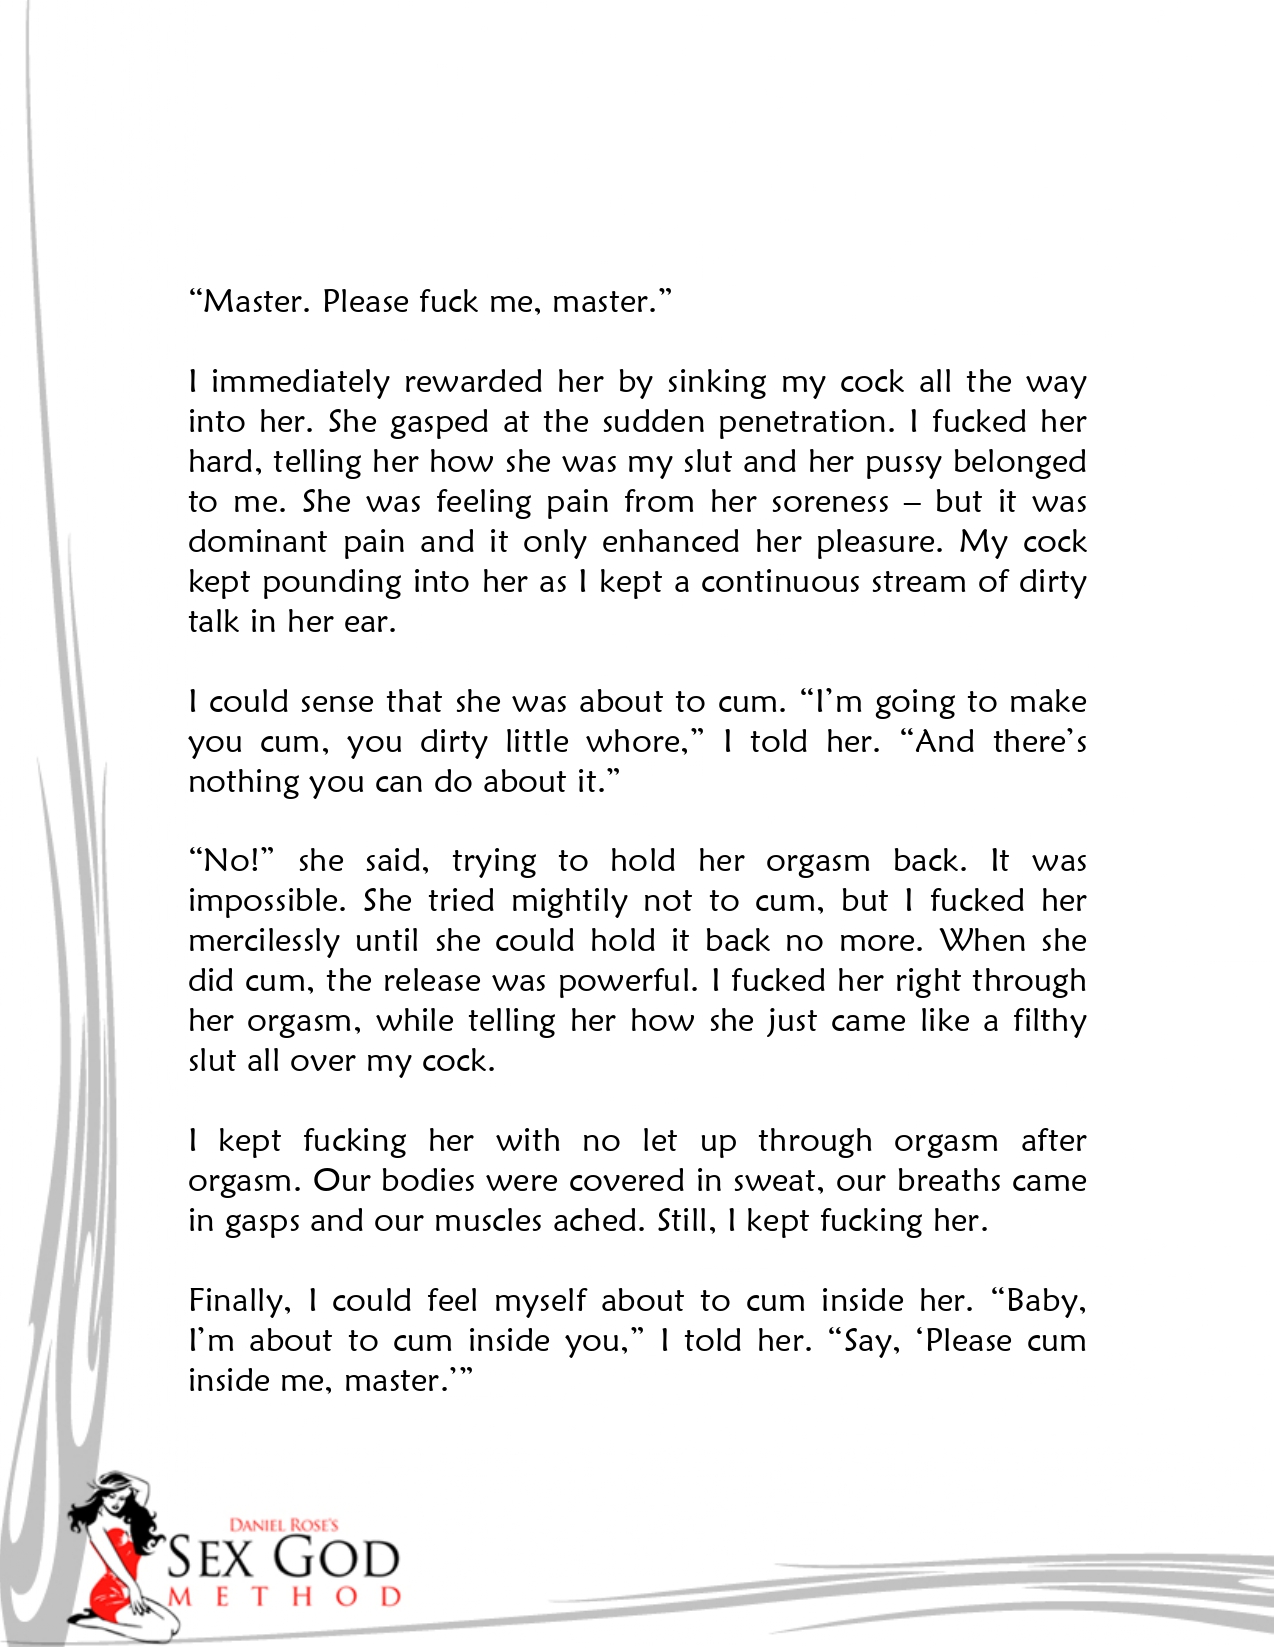 “Master. Please fuck me, master.”
I immediately rewarded her by sinking my cock all the way
into her. She gasped at the sudden penetration. I fucked her
hard, telling her how she was my slut and her pussy belonged
to me. She was feeling pain from her soreness – but it was
dominant pain and it only enhanced her pleasure. My cock
kept pounding into her as I kept a continuous stream of dirty
talk in her ear.
I could sense that she was about to cum. “I’m going to make
you cum, you dirty little whore,” I told her. “And there’s
nothing you can do about it.”
“No!” she said, trying to hold her orgasm back. It was
impossible. She tried mightily not to cum, but I fucked her
mercilessly until she could hold it back no more. When she
did cum, the release was powerful. I fucked her right through
her orgasm, while telling her how she just came like a filthy
slut all over my cock.
I kept fucking her with no let up through orgasm after
orgasm. Our bodies were covered in sweat, our breaths came
in gasps and our muscles ached. Still, I kept fucking her.
Finally, I could feel myself about to cum inside her. “Baby,
I’m about to cum inside you,” I told her. “Say, ‘Please cum
inside me, master.’”
DANIEL ROSE’S
SEX GOD
METHOD